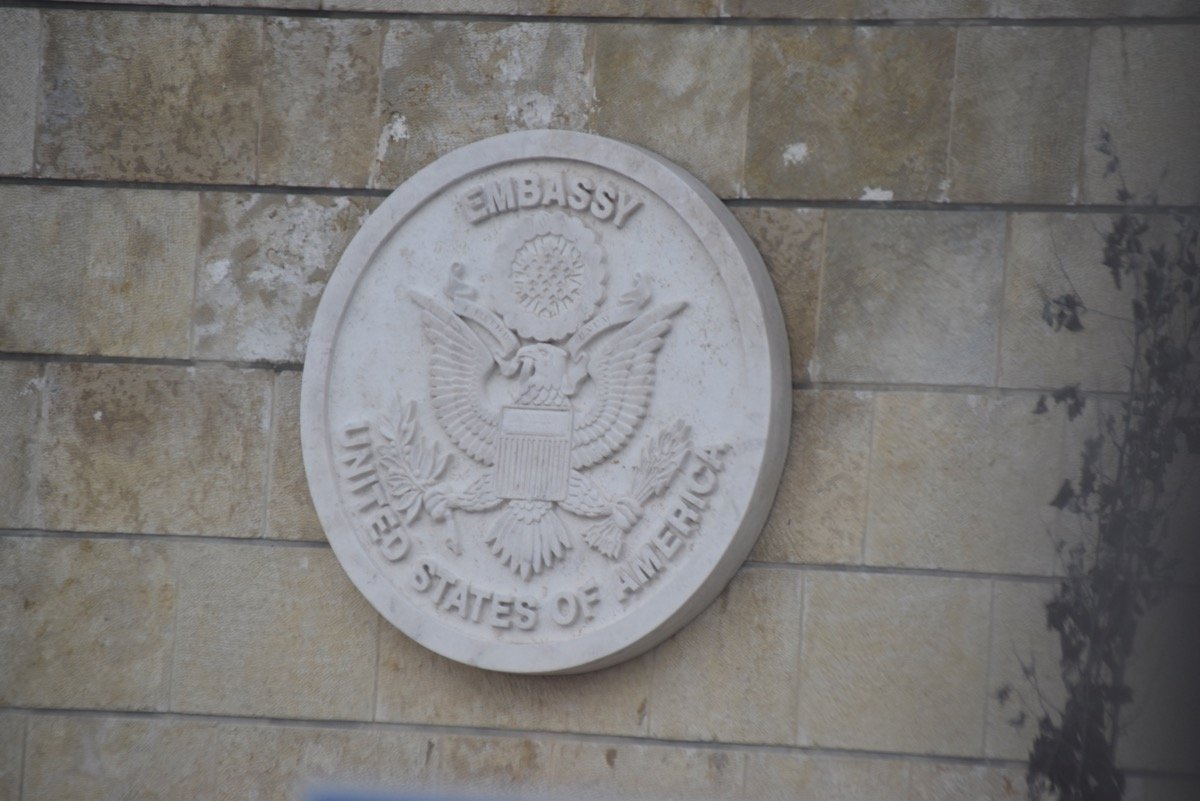 EMBASSY
UNITED STATES OF AMERICA